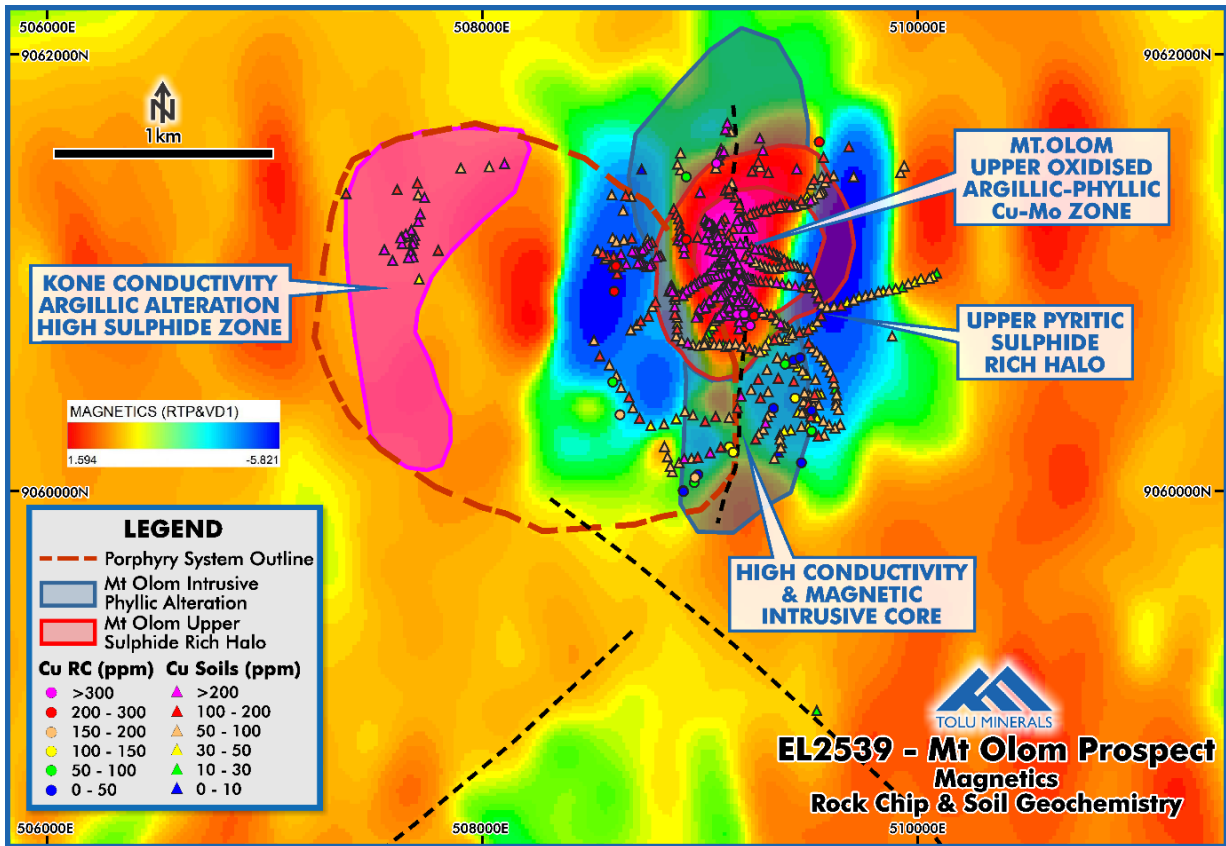 506000E
508000E
510000E
9062000N
9062000N
N
1km
MT.OLOM
UPPER OXIDISED
ARGILLIC-PHYLLIC
Cu-Mo ZONE
KONE CONDUCTIVITY
ARGILLIC ALTERATION
HIGH SULPHIDE ZONE
UPPER PYRITIC
SULPHIDE
RICH HALO
MAGNETICS (RTP&VD1)
1.594
-5.821
9060000N
9060000N
LEGEND
Porphyry System Outline
Mt Olom Intrusive
Phyllic Alteration
Mt Olom Upper
Sulphide Rich Halo
Cu RC (ppm) Cu Soils (ppm)
>300 >200
200 - 300 100 - 200
150 - 200 50 - 100
100 - 150 30 - 50
50 - 100 10 - 30
0 - 50 0 - 10
HIGH CONDUCTIVITY
& MAGNETIC
INTRUSIVE CORE
TOLU MINERALS
EL2539 - Mt Olom Prospect
Magnetics
Rock Chip & Soil Geochemistry
506000E
508000E
510000E